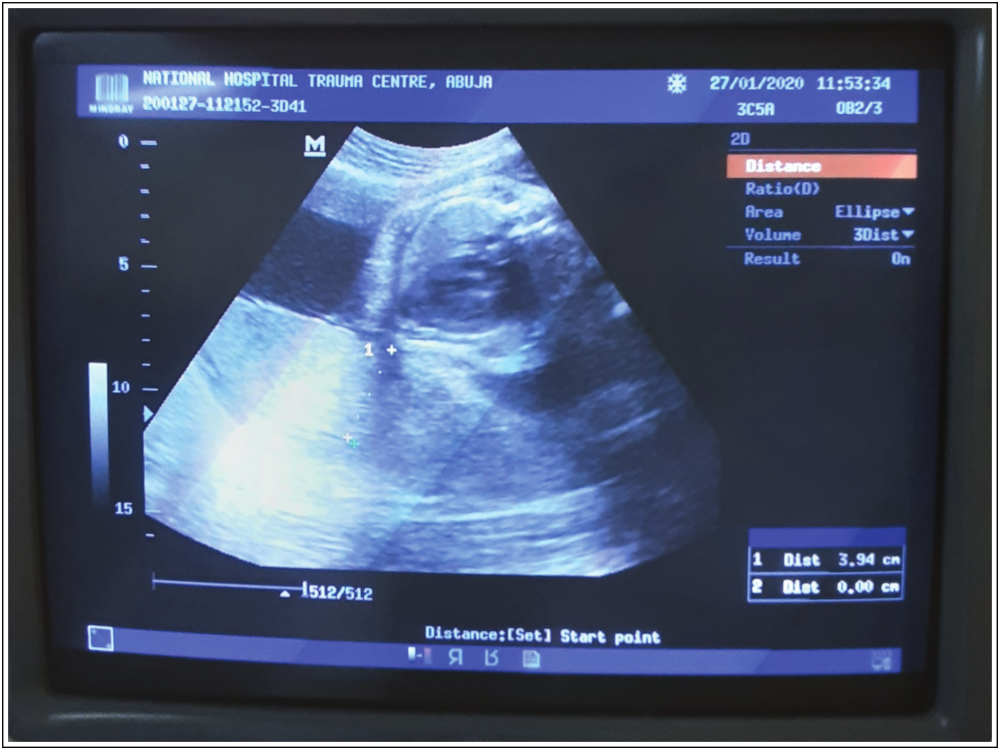 NATIONAL HOSPITAL TRAUMA CENTRE, ABUJA
27/01/2020 11:53:34
MINDRAY
200127-112152-3D41
3C5A
OB2/3
M
2D
Distance
Ratio(D)
Area Ellipse
Volume 3Dist
Result On
0
5
10
15
1
1 Dist 3.94 cm
2 Dist 0.00 cm
512/512
Distance:[Set] Start point